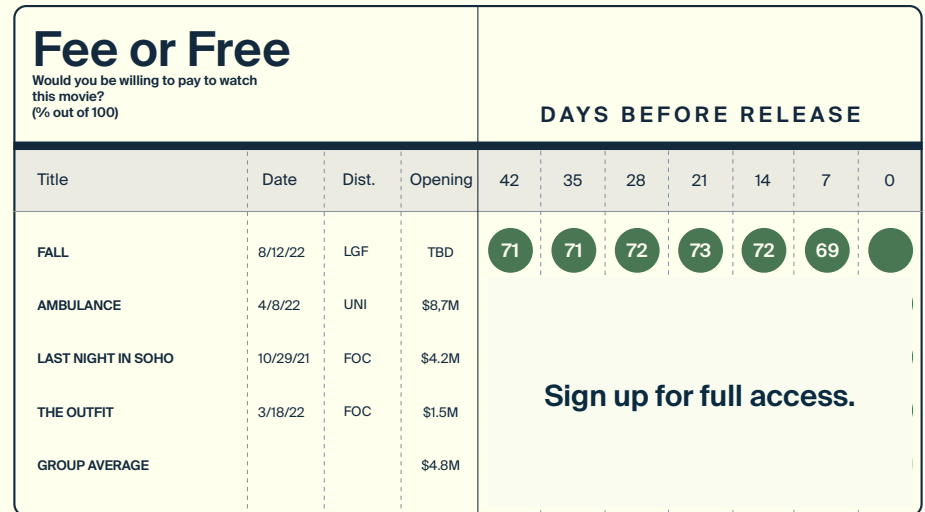 Fee or Free
Would you be willing to pay to watch
this movie?
(% out of 100)
DAYS BEFORE RELEASE
Title Date Dist. Opening 42 35 28 21 14 7 0
FALL 8/12/22 LGF TBD 71 71 72 73 72 69
AMBULANCE 4/8/22 UNI $8,7M
LAST NIGHT IN SOHO 10/29/21 FOC $4.2M
Sign up for full access.
THE OUTFIT 3/18/22 FOC $1.5M
GROUP AVERAGE $4.8M